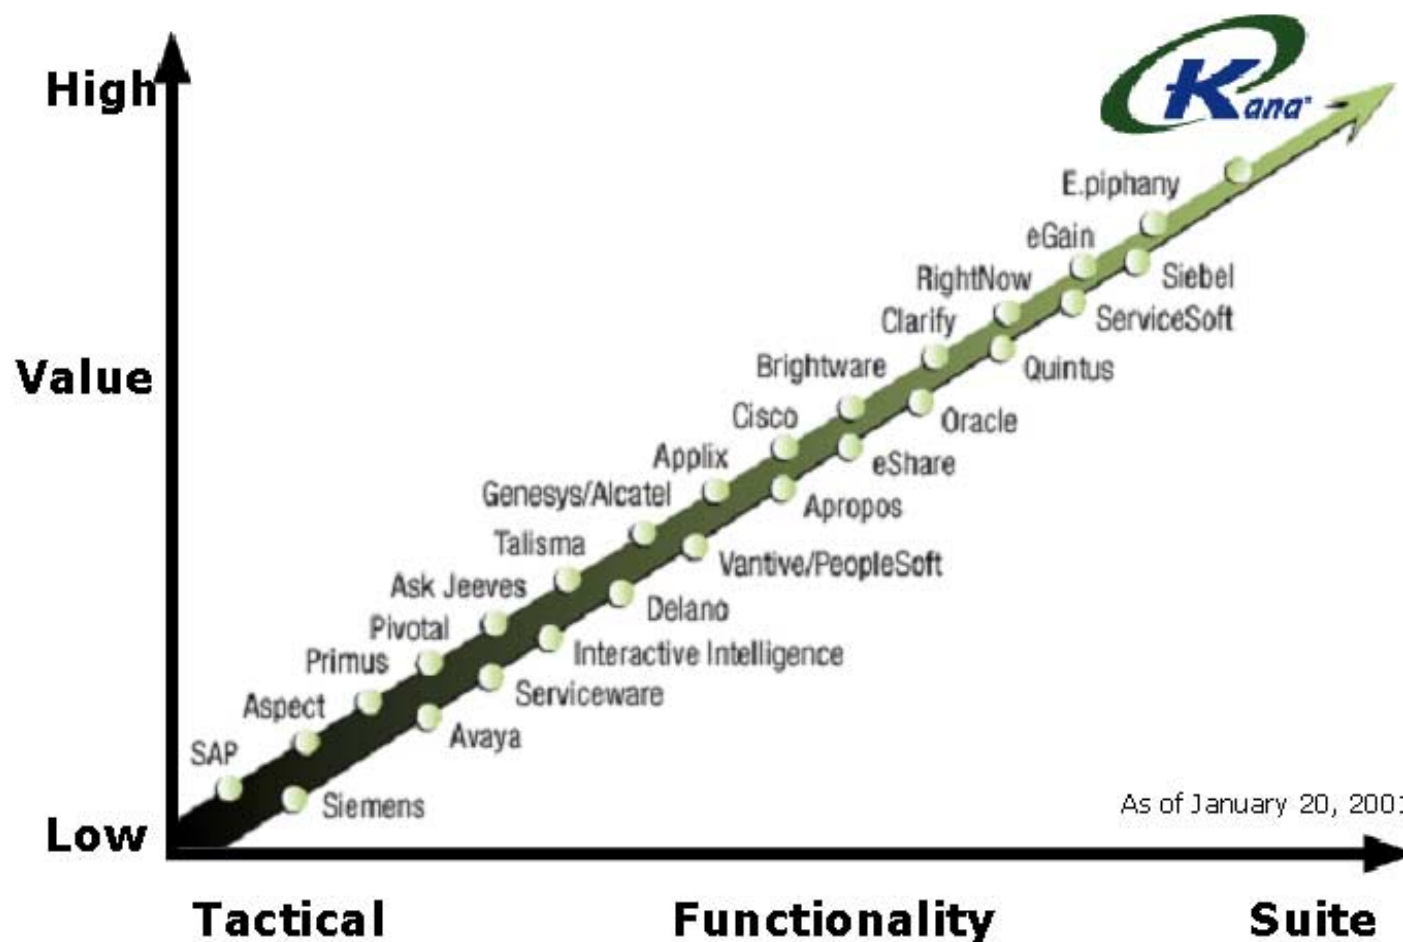 Kana
High
E.piphany
eGain
Siebel
RightNow
ServiceSoft
Clarify
Quintus
Value
Brightware
Oracle
Cisco
eShare
Applix
Apropos
Genesys/Alcatel
Talisma
Vantive/PeopleSoft
Ask Jeeves
Delano
Pivotal
Interactive Intelligence
Primus
Serviceware
Aspect
Avaya
SAP
Siemens
As of January 20, 2001
Low
Tactical Functionality Suite